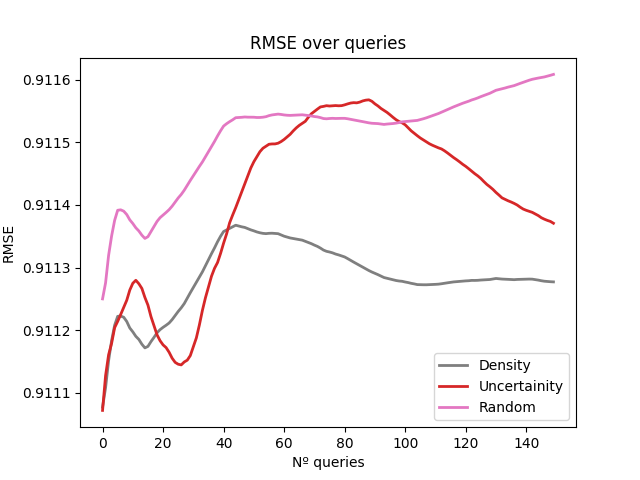 RMSE over queries
0.9116
0.9115
0.9114
0.9113
0.9112
0.9111
RMSE
0 20 40 60 80 100 120 140
Nº queries
Density
Uncertainity
Random